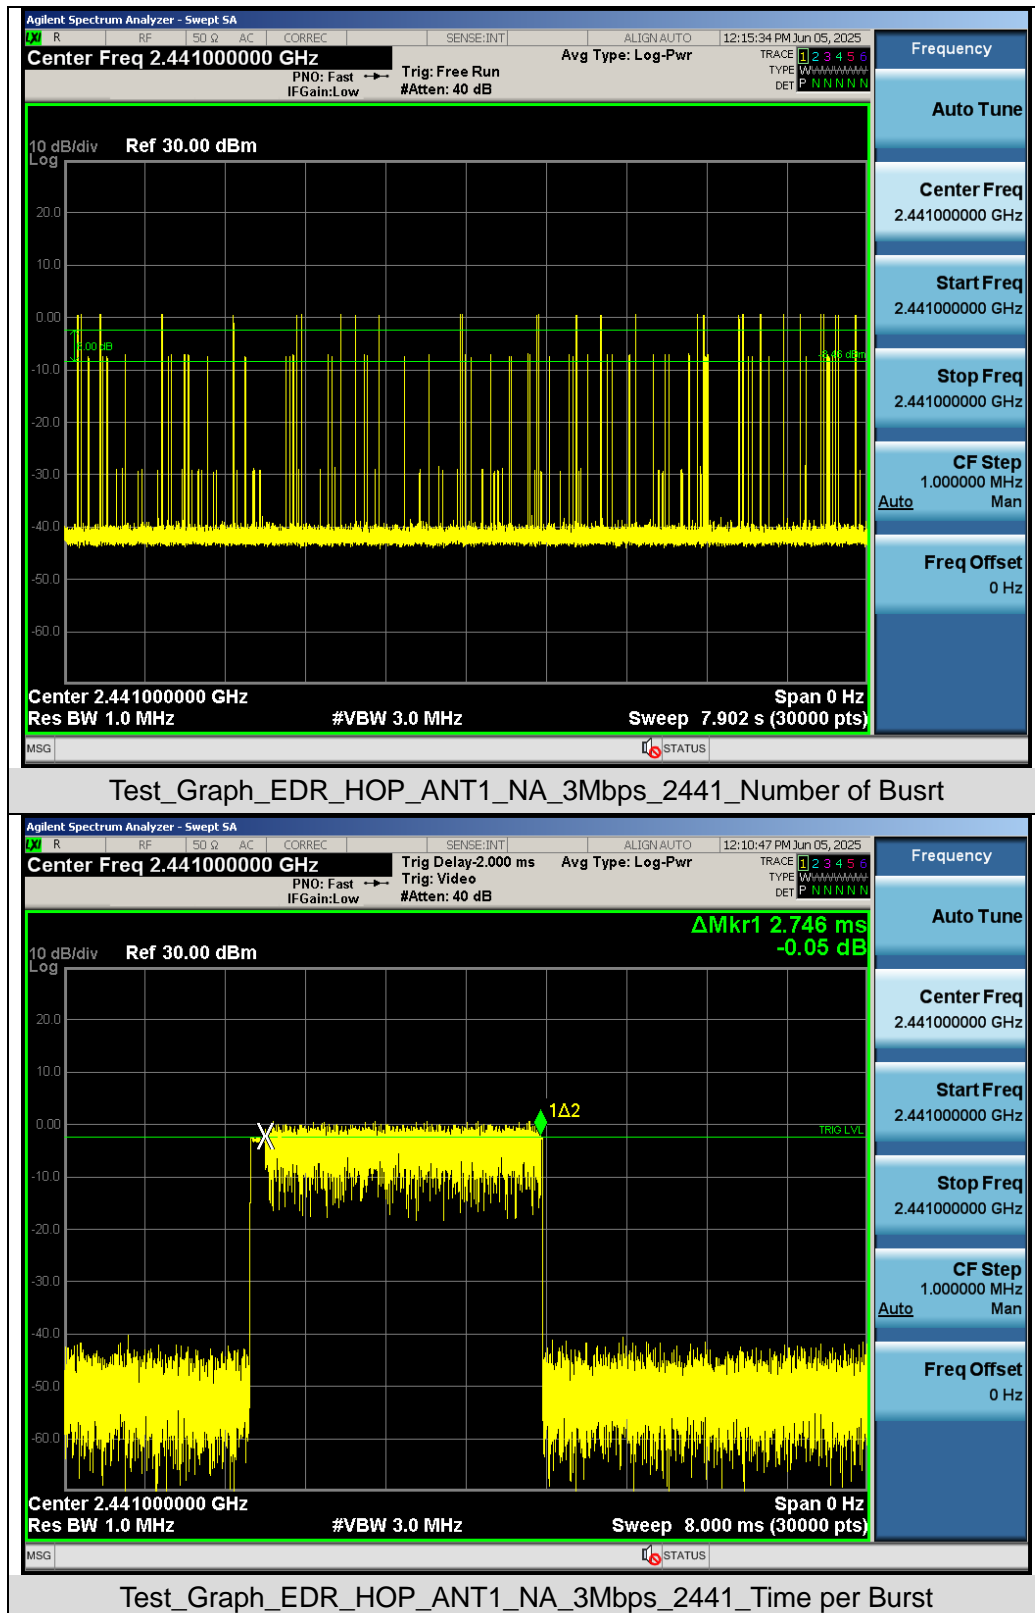 Agilent Spectrum Analyzer - Swept SA
LXI R RF 50 Ω AC CORREC SENSE:INT ALIGN AUTO 12:15:34 PM Jun 05, 2025
Center Freq 2.441000000 GHz Avg Type: Log-Pwr TRACE 1 2 3 4 5 6
PNO: Fast Trig: Free Run TYPE WWWWWW
IFGain:Low #Atten: 40 dB DET P N N N N N
Frequency
Auto Tune
10 dB/div Ref 30.00 dBm
Log
20.0
10.0
0.00
-10.0
-20.0
-30.0
-40.0
-50.0
-60.0
-8.46 dBm
Center Freq
2.441000000 GHz
Start Freq
2.441000000 GHz
Stop Freq
2.441000000 GHz
CF Step
1.000000 MHz
Auto Man
Freq Offset
0 Hz
Center 2.441000000 GHz Span 0 Hz
Res BW 1.0 MHz #VBW 3.0 MHz Sweep 7.902 s (30000 pts)
MSG STATUS
Test_Graph_EDR_HOP_ANT1_NA_3Mbps_2441_Number of Busrt
Agilent Spectrum Analyzer - Swept SA
LXI R RF 50 Ω AC CORREC SENSE:INT ALIGN AUTO 12:10:47 PM Jun 05, 2025
Center Freq 2.441000000 GHz Trig Delay-2.000 ms Avg Type: Log-Pwr TRACE 1 2 3 4 5 6
PNO: Fast Trig: Video TYPE WWWWWW
IFGain:Low #Atten: 40 dB DET P N N N N N
Frequency
Auto Tune
ΔMkr1 2.746 ms
-0.05 dB
10 dB/div Ref 30.00 dBm
Log
20.0
10.0
0.00
-10.0
-20.0
-30.0
-40.0
-50.0
-60.0
1Δ2
TRIG LVL
Center Freq
2.441000000 GHz
Start Freq
2.441000000 GHz
Stop Freq
2.441000000 GHz
CF Step
1.000000 MHz
Auto Man
Freq Offset
0 Hz
Center 2.441000000 GHz Span 0 Hz
Res BW 1.0 MHz #VBW 3.0 MHz Sweep 8.000 ms (30000 pts)
MSG STATUS
Test_Graph_EDR_HOP_ANT1_NA_3Mbps_2441_Time per Burst